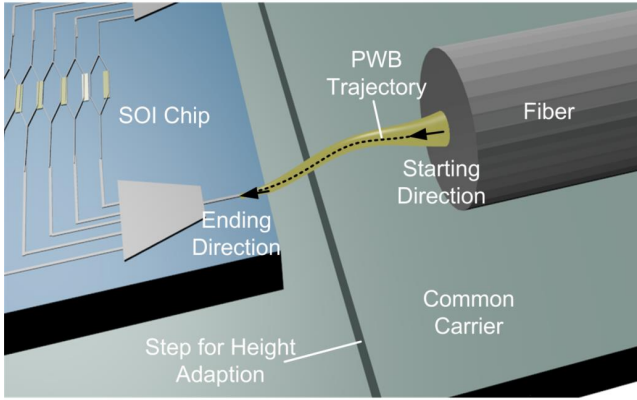 PWB
Trajectory
Fiber
SOI Chip
Starting
Direction
Ending
Direction
Common
Carrier
Step for Height
Adaption